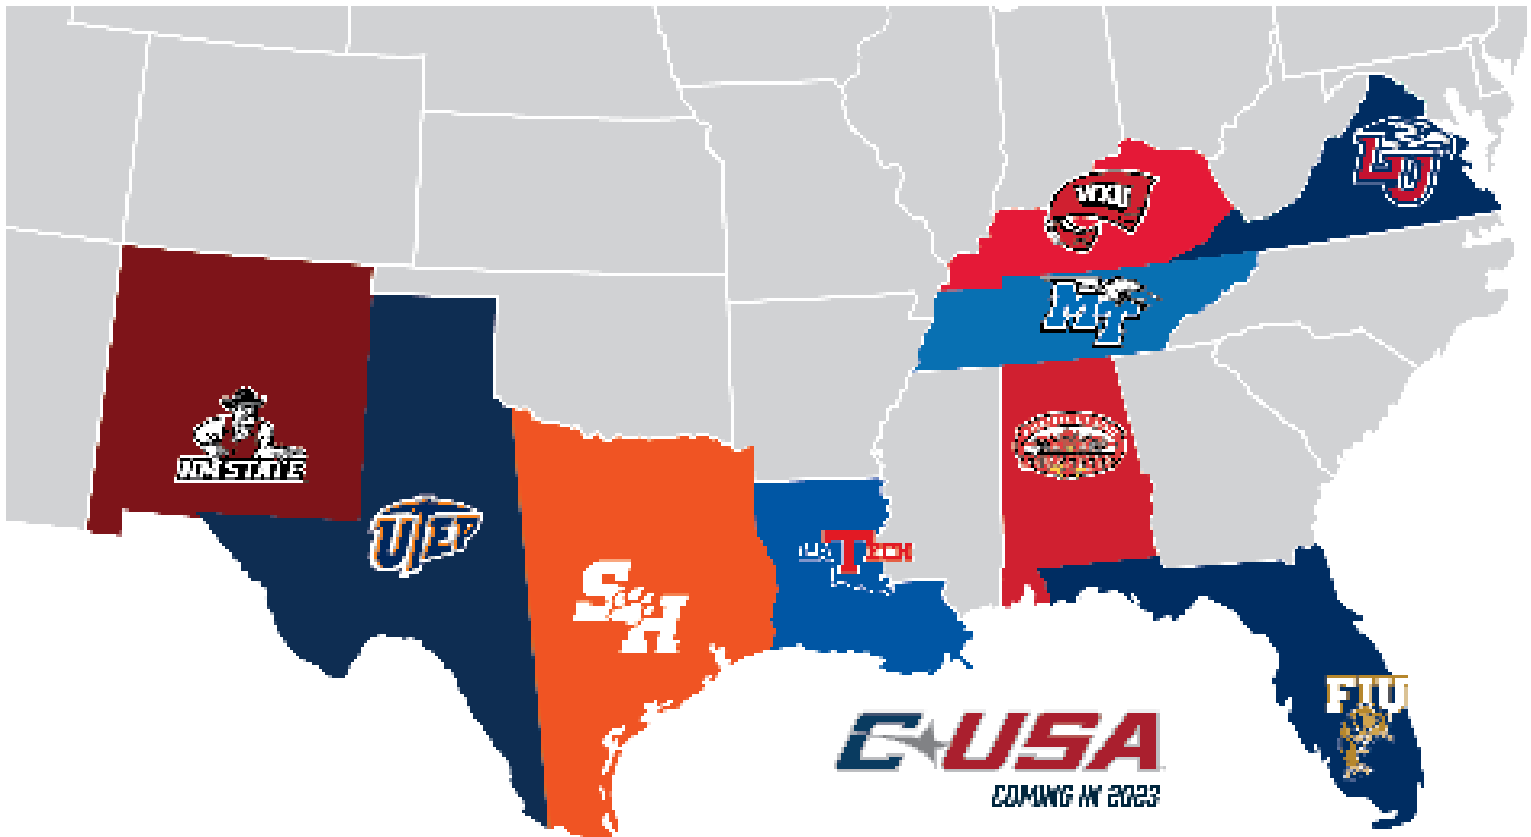 LU
WKU
MT
NM STATE
UTEP
SH
LA TECH
FIU
C USA
COMING IN 2023